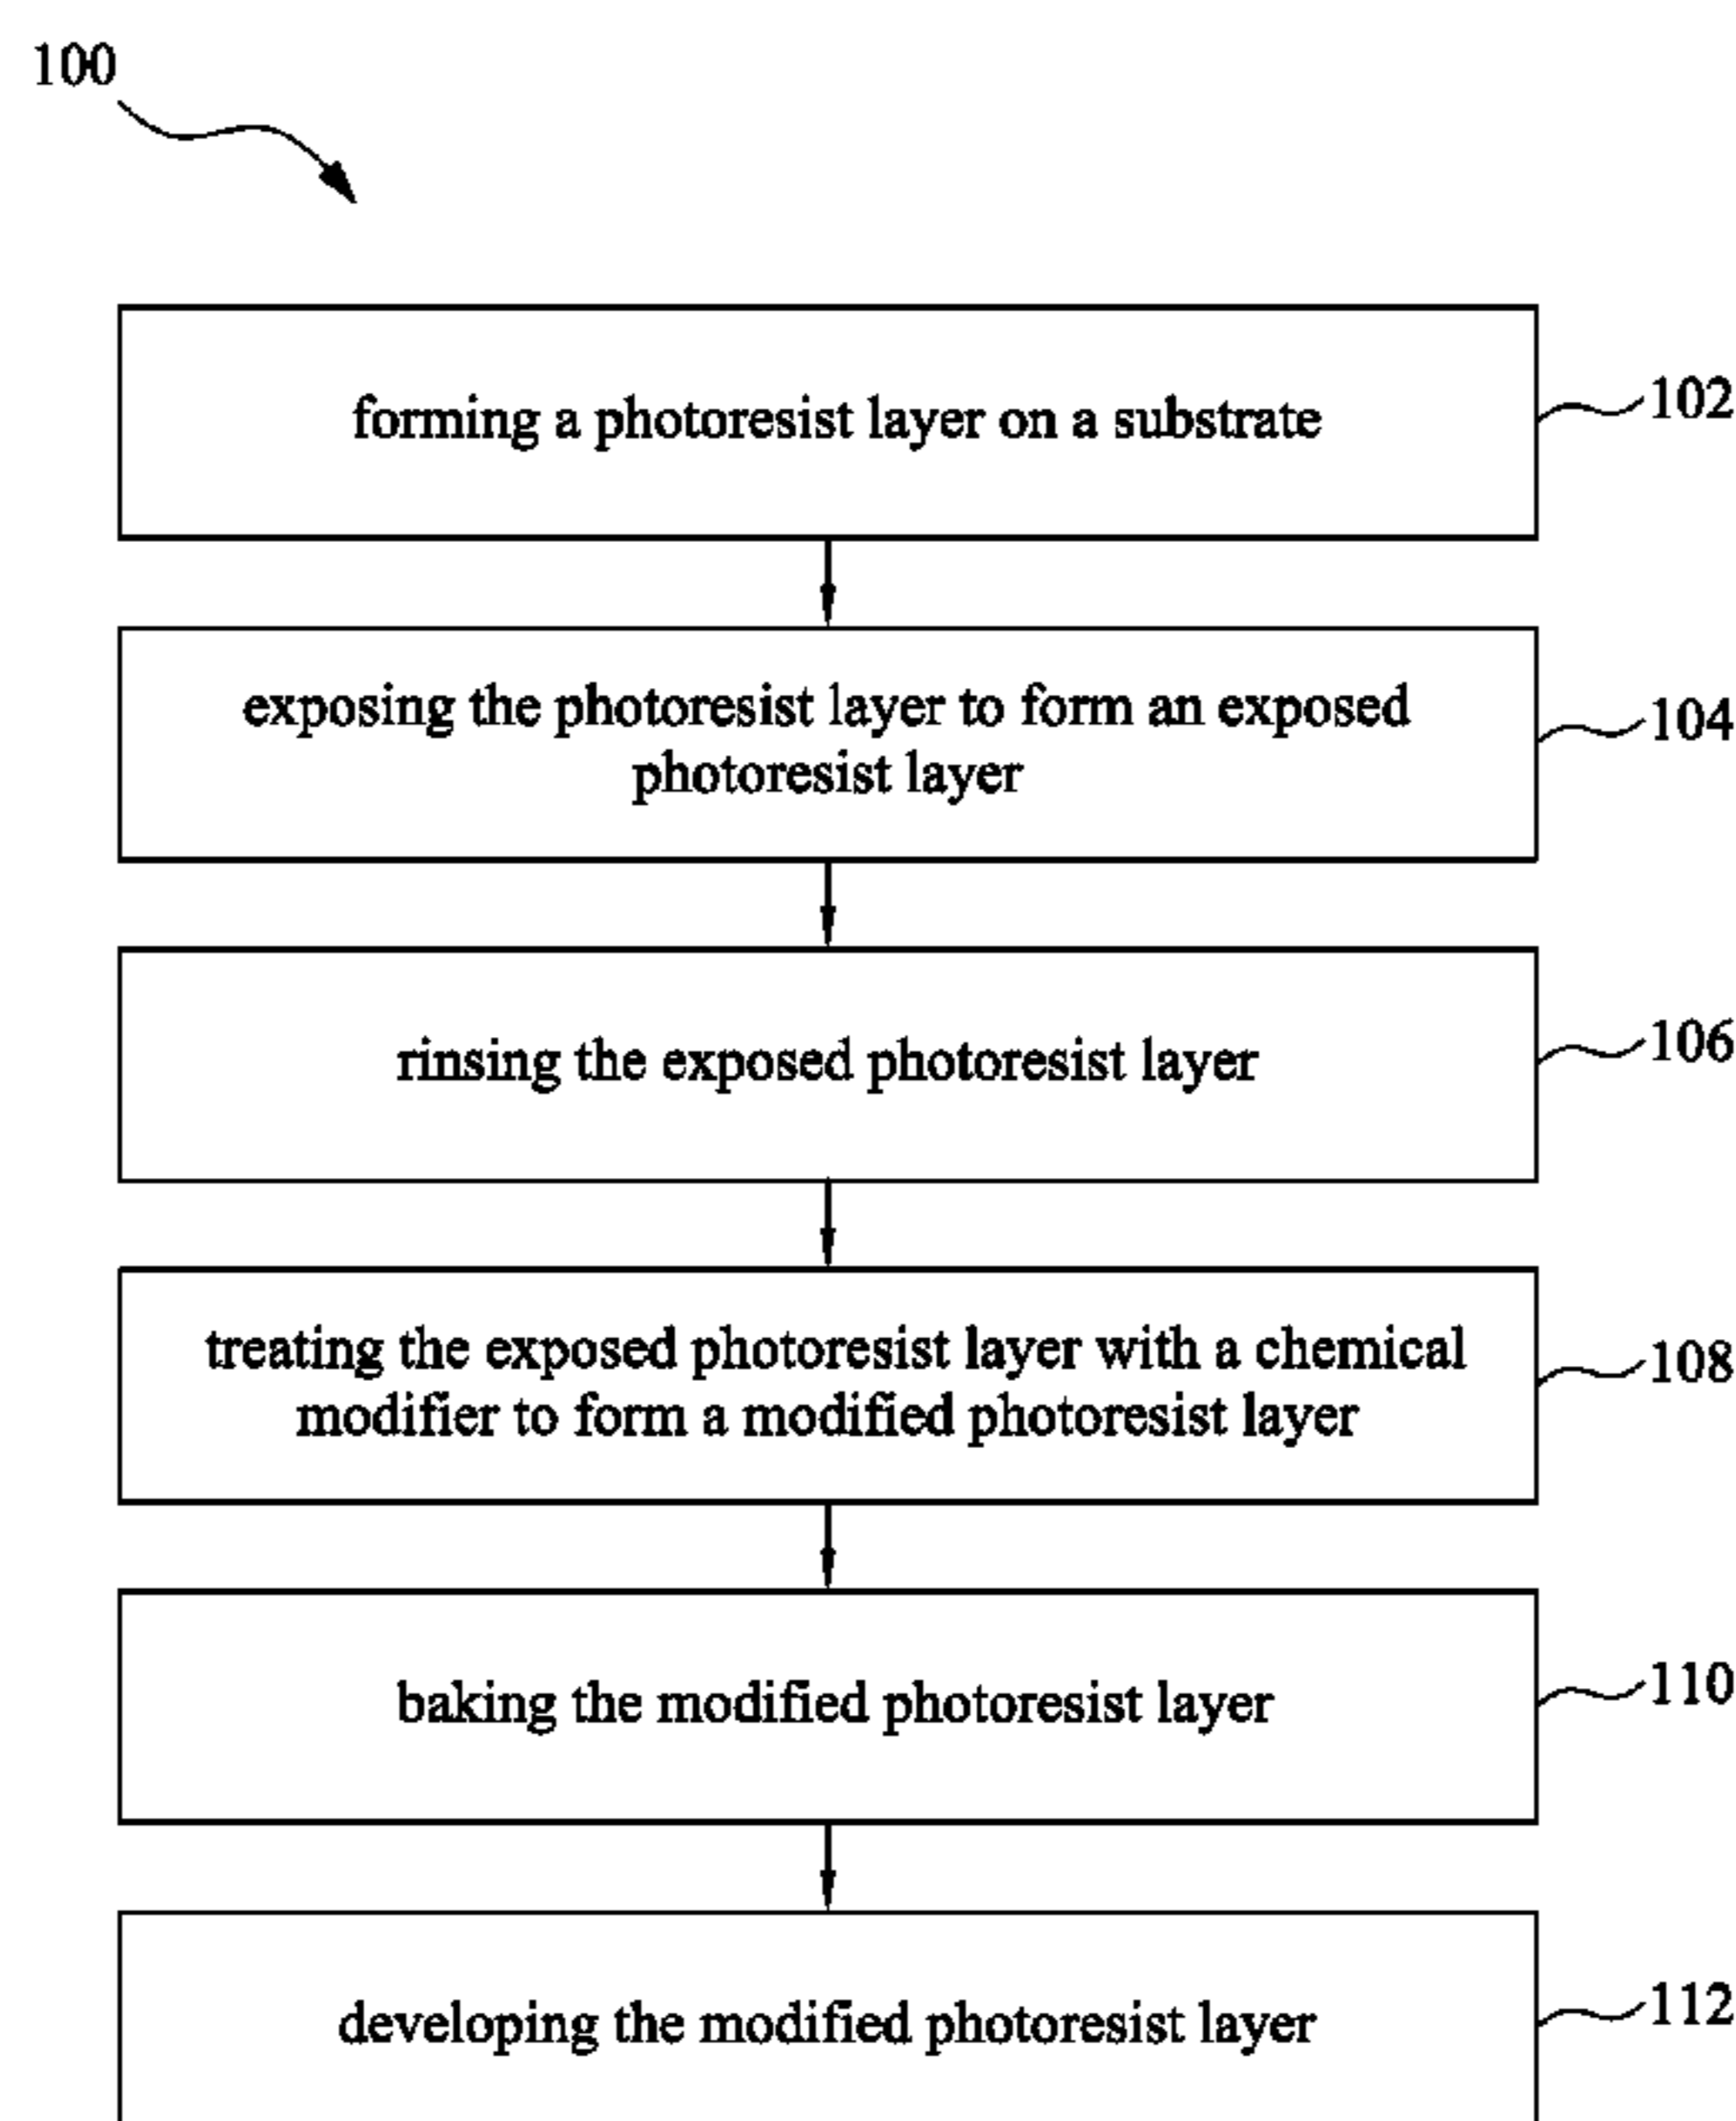 100
forming a photoresist layer on a substrate
102
exposing the photoresist layer to form an exposed
photoresist layer
104
rinsing the exposed photoresist layer
106
treating the exposed photoresist layer with a chemical
modifier to form a modified photoresist layer
108
baking the modified photoresist layer
110
developing the modified photoresist layer
112